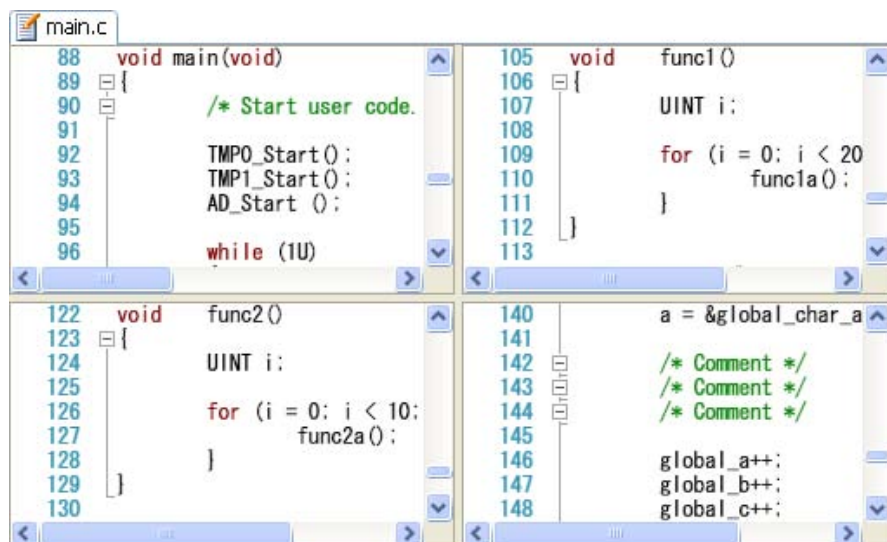 main.c
88 void main(void)
89 {
90 /* Start user code.
91
92 TMP0_Start();
93 TMP1_Start();
94 AD_Start ();
95
96 while (1U)
105 void func1()
106 {
107 UINT i;
108
109 for (i = 0; i < 20
110 func1a();
111 }
112 }
113
122 void func2()
123 {
124 UINT i;
125
126 for (i = 0; i < 10;
127 func2a();
128 }
129 }
130
140 a = &global_char_a
141
142 /* Comment */
143 /* Comment */
144 /* Comment */
145
146 global_a++;
147 global_b++;
148 global_c++;